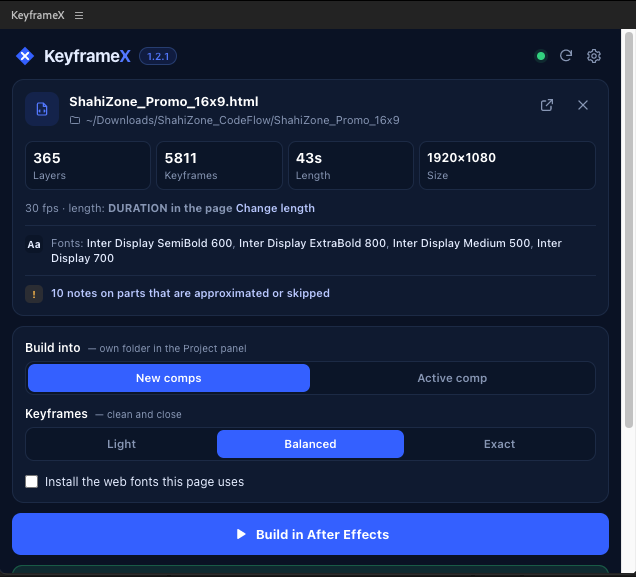 KeyframeX
KeyframeX 1.2.1
ShahiZone_Promo_16x9.html
~/Downloads/ShahiZone_CodeFlow/ShahiZone_Promo_16x9
365 5811 43s 1920×1080
Layers Keyframes Length Size
30 fps · length: DURATION in the page Change length
Aa Fonts: Inter Display SemiBold 600, Inter Display ExtraBold 800, Inter Display Medium 500, Inter
Display 700
! 10 notes on parts that are approximated or skipped
Build into — own folder in the Project panel
New comps Active comp
Keyframes — clean and close
Light Balanced Exact
Install the web fonts this page uses
Build in After Effects